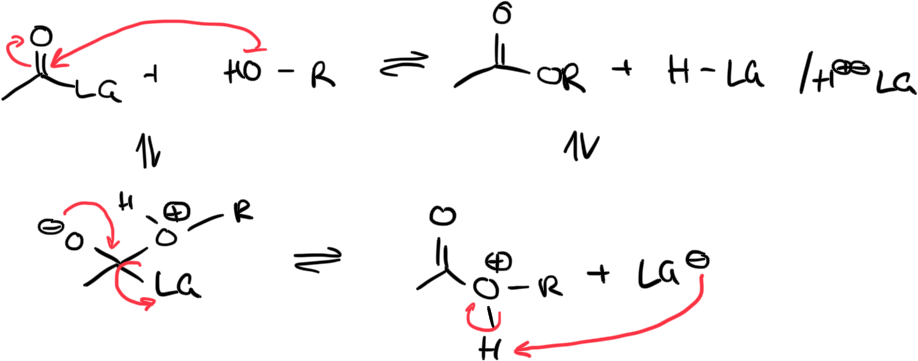 O O
+ HO - R ⇌ OR + H - LG / H⊕ ⊖LG
LG
⇌ ⇌
H ⊕ R O
⊖O O ⇌ ⊕
LG O - R + LG⊖
H